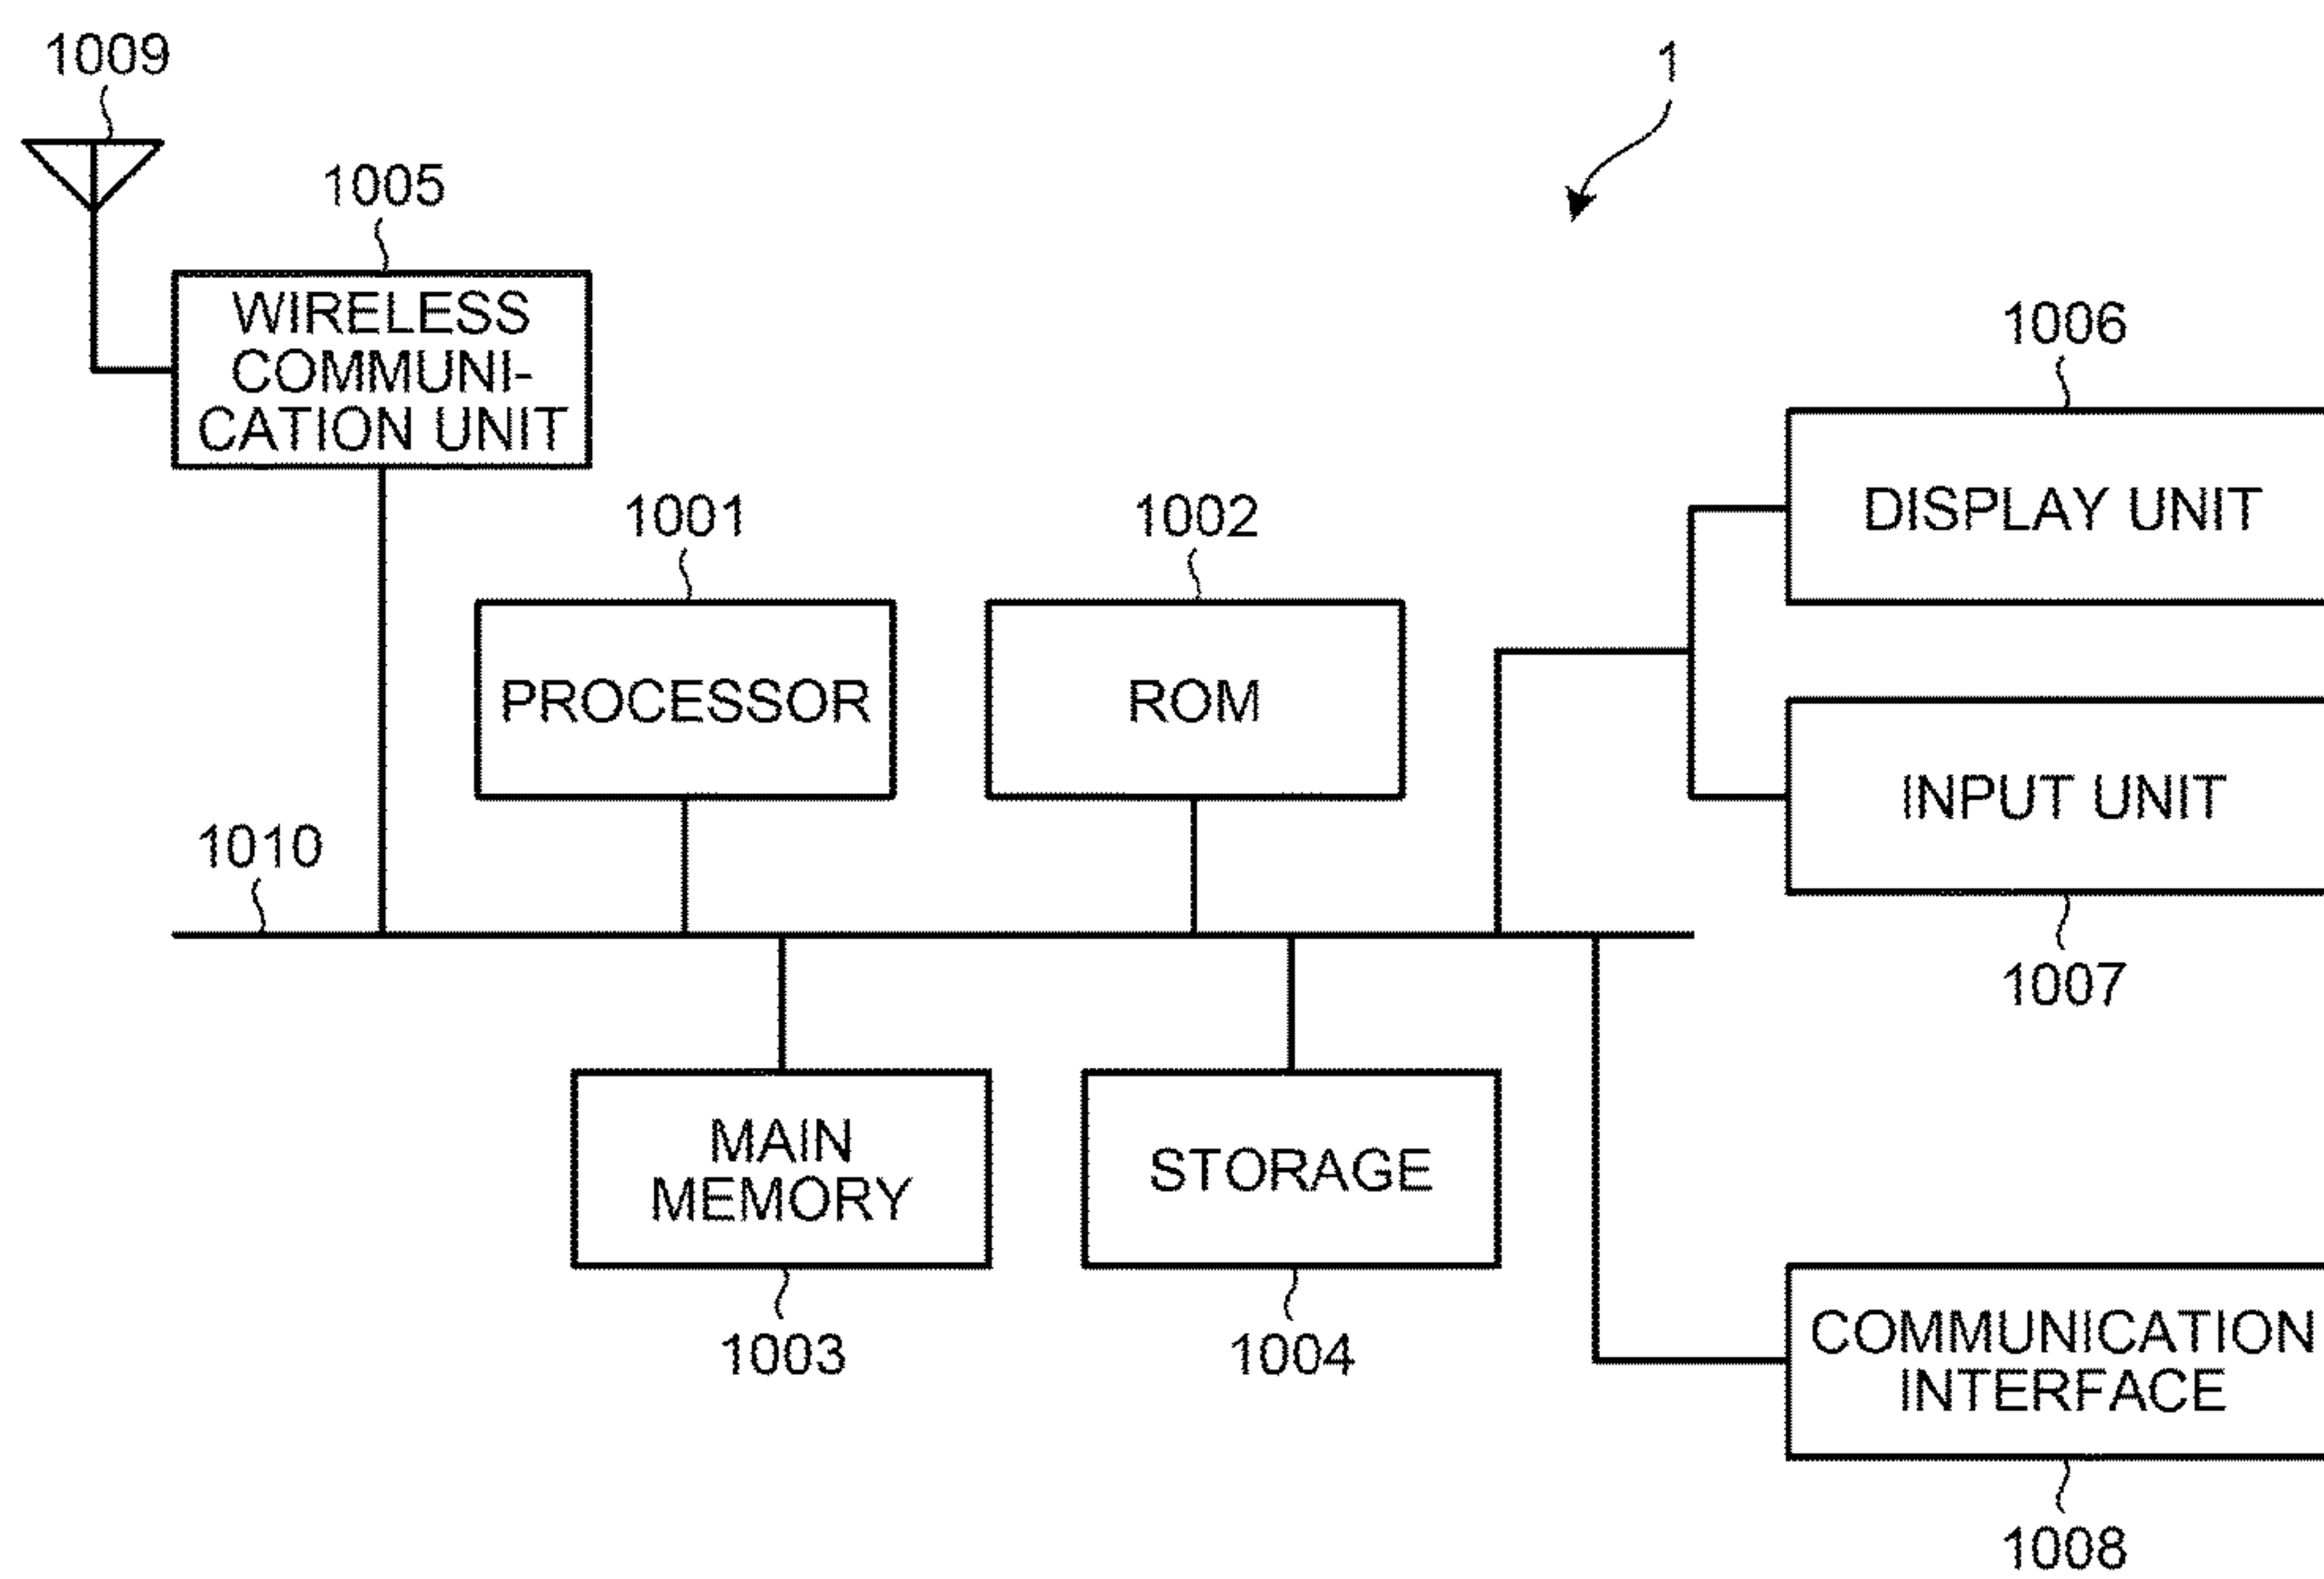 1009
1
1005
WIRELESS
COMMUNI-
CATION UNIT
1006
DISPLAY UNIT
1001
1002
PROCESSOR
ROM
INPUT UNIT
1010
1007
MAIN
MEMORY
STORAGE
1003
1004
COMMUNICATION
INTERFACE
1008